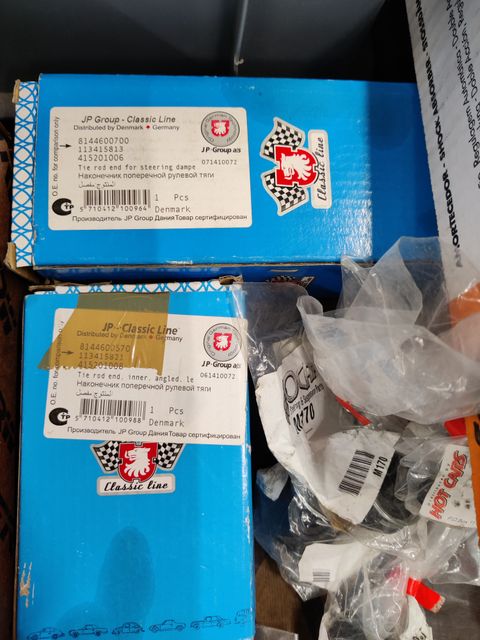 JP Group - Classic Line
Distributed by Denmark ♦ Germany
O.E. no. for comparison only
8144600700
113415813
415201006
JP-Group a/s
071410072
Tie rod end for steering dampe
Наконечник поперечной рулевой тяги
5 710412 100964
1 Pcs
Denmark
Производитель JP Group Дания Товар сертифицирован
Classic line
JP - Classic Line
Distributed by Denmark ♦ Germany
8144600570
113415821
415201008
JP-Group a/s
061410072
Tie rod end, inner, angled, le
Наконечник поперечной рулевой тяги
5 710412 100988
1 Pcs
Denmark
Производитель JP Group Дания Товар сертифицирован
Classic line
M170
M170
HOT CARS
SHOCK ABSORBER